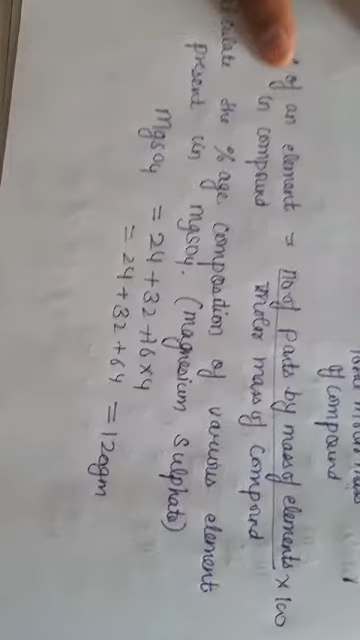 of an element = No of parts by mass of elements × 100
in compound molar mass of compound
of compound
culate the % age composition of various element
present in mgso4. (magnesium sulphate)
mgso4 = 24 + 32 + 16 × 4
= 24 + 32 + 64 = 120gm